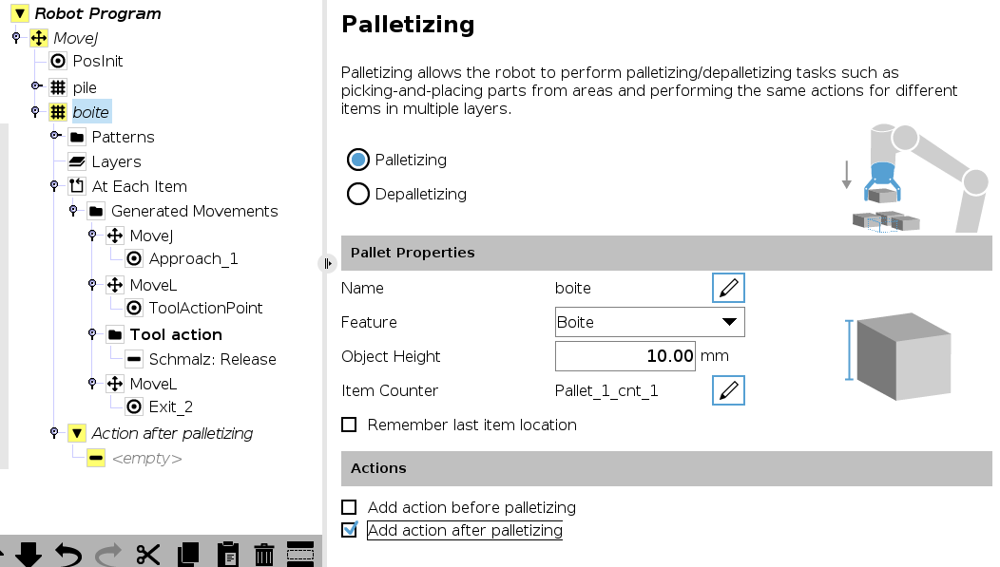 Robot Program
MoveJ
PosInit
pile
boite
Patterns
Layers
At Each Item
Generated Movements
MoveJ
Approach_1
MoveL
ToolActionPoint
Tool action
Schmalz: Release
MoveL
Exit_2
Action after palletizing
<empty>
Palletizing
Palletizing allows the robot to perform palletizing/depalletizing tasks such as
picking-and-placing parts from areas and performing the same actions for different
items in multiple layers.
Palletizing
Depalletizing
Pallet Properties
Name boite
Feature Boite
Object Height 10.00 mm
Item Counter Pallet_1_cnt_1
Remember last item location
Actions
Add action before palletizing
Add action after palletizing